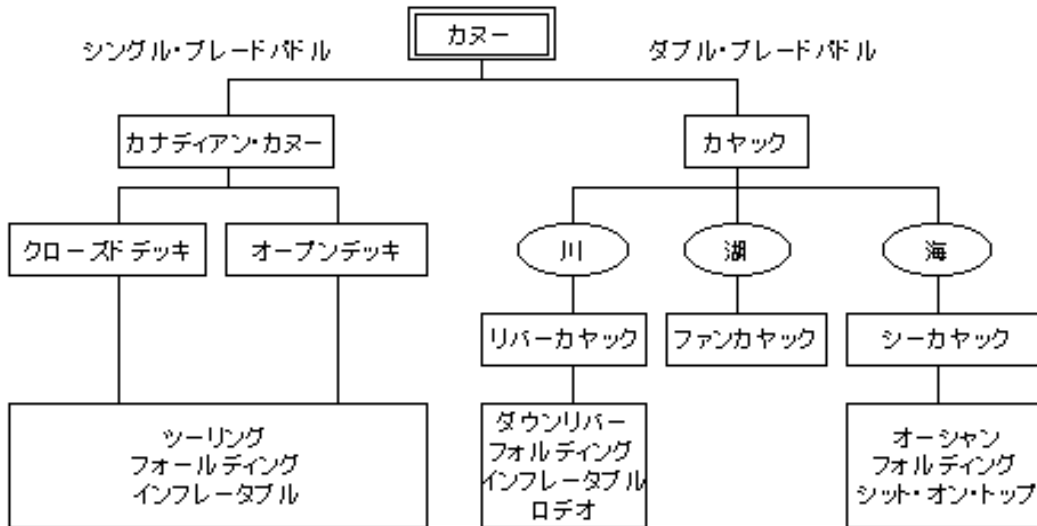 カヌー
シングル・ブレードパドル
ダブル・ブレードパドル
カナディアン・カヌー
カヤック
クローズドデッキ
オープンデッキ
川
湖
海
リバーカヤック
ファンカヤック
シーカヤック
ツーリング
フォールディング
インフレータブル
ダウンリバー
フォルディング
インフレータブル
ロデオ
オーシャン
フォルディング
シット・オン・トップ